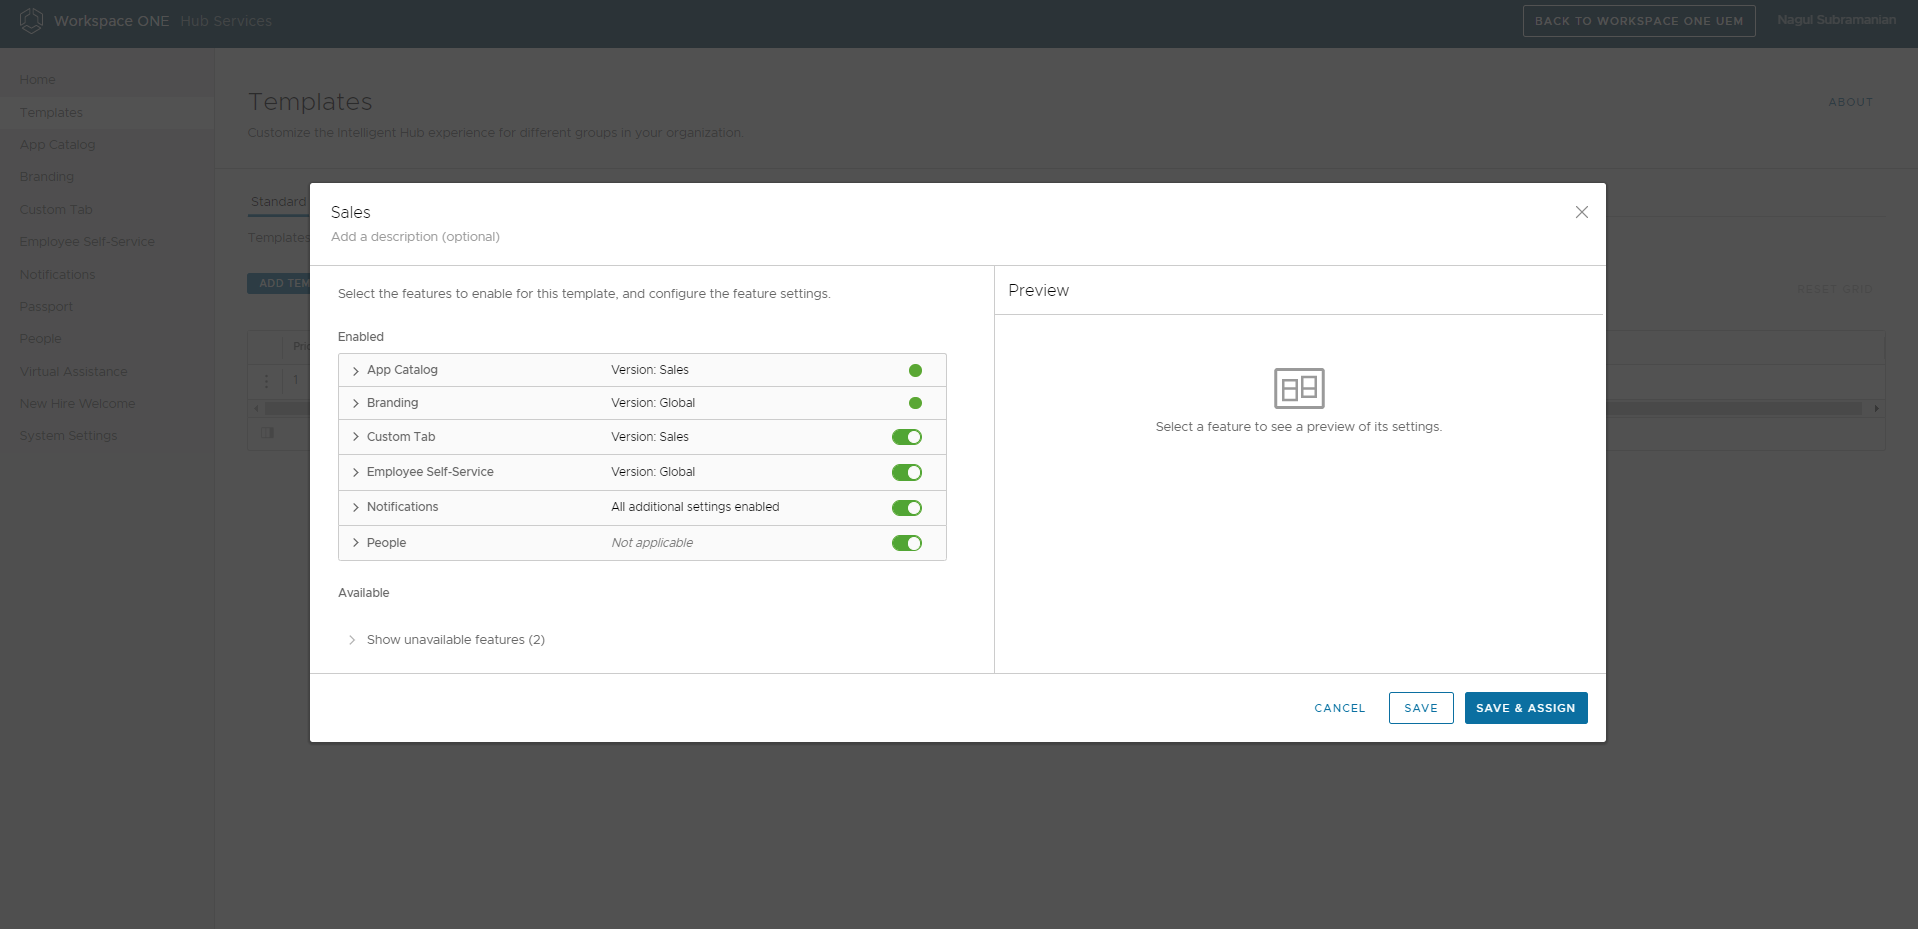 Workspace ONE Hub Services
BACK TO WORKSPACE ONE UEM
Nagul Subramanian
Home
Templates
App Catalog
Branding
Custom Tab
Employee Self-Service
Notifications
Passport
People
Virtual Assistance
New Hire Welcome
System Settings
Templates
ABOUT
Customize the Intelligent Hub experience for different groups in your organization.
Standard
Templates
ADD TEM
RESET GRID
Prio
1
Sales
Add a description (optional)
Select the features to enable for this template, and configure the feature settings.
Enabled
App Catalog Version: Sales
Branding Version: Global
Custom Tab Version: Sales
Employee Self-Service Version: Global
Notifications All additional settings enabled
People Not applicable
Available
Show unavailable features (2)
Preview
Select a feature to see a preview of its settings.
CANCEL
SAVE
SAVE & ASSIGN